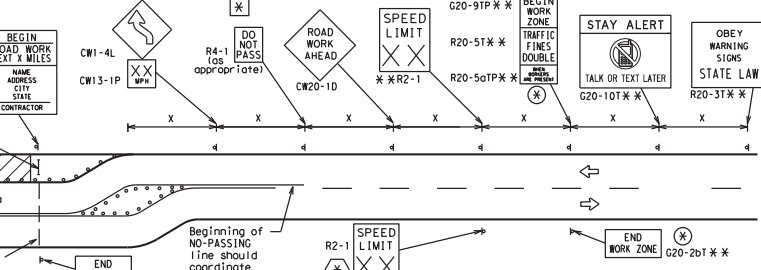 BEGIN
ROAD WORK
NEXT X MILES
NAME
ADDRESS
CITY
STATE
CONTRACTOR
CW1-4L
CW13-1P
XX
MPH
*
R4-1
(as
appropriate)
DO
NOT
PASS
ROAD
WORK
AHEAD
CW20-1D
SPEED
LIMIT
XX
**R2-1
G20-9TP**
R20-5T**
R20-5aTP**
BEGIN
WORK
ZONE
TRAFFIC
FINES
DOUBLE
WHEN
WORKERS
ARE PRESENT
*
STAY ALERT
TALK OR TEXT LATER
G20-10T**
OBEY
WARNING
SIGNS
STATE LAW
R20-3T**
X X X X X X X
Beginning of
NO-PASSING
line should
coordinate
R2-1
*
SPEED
LIMIT
XX
END
WORK ZONE
*
G20-2bT**
END